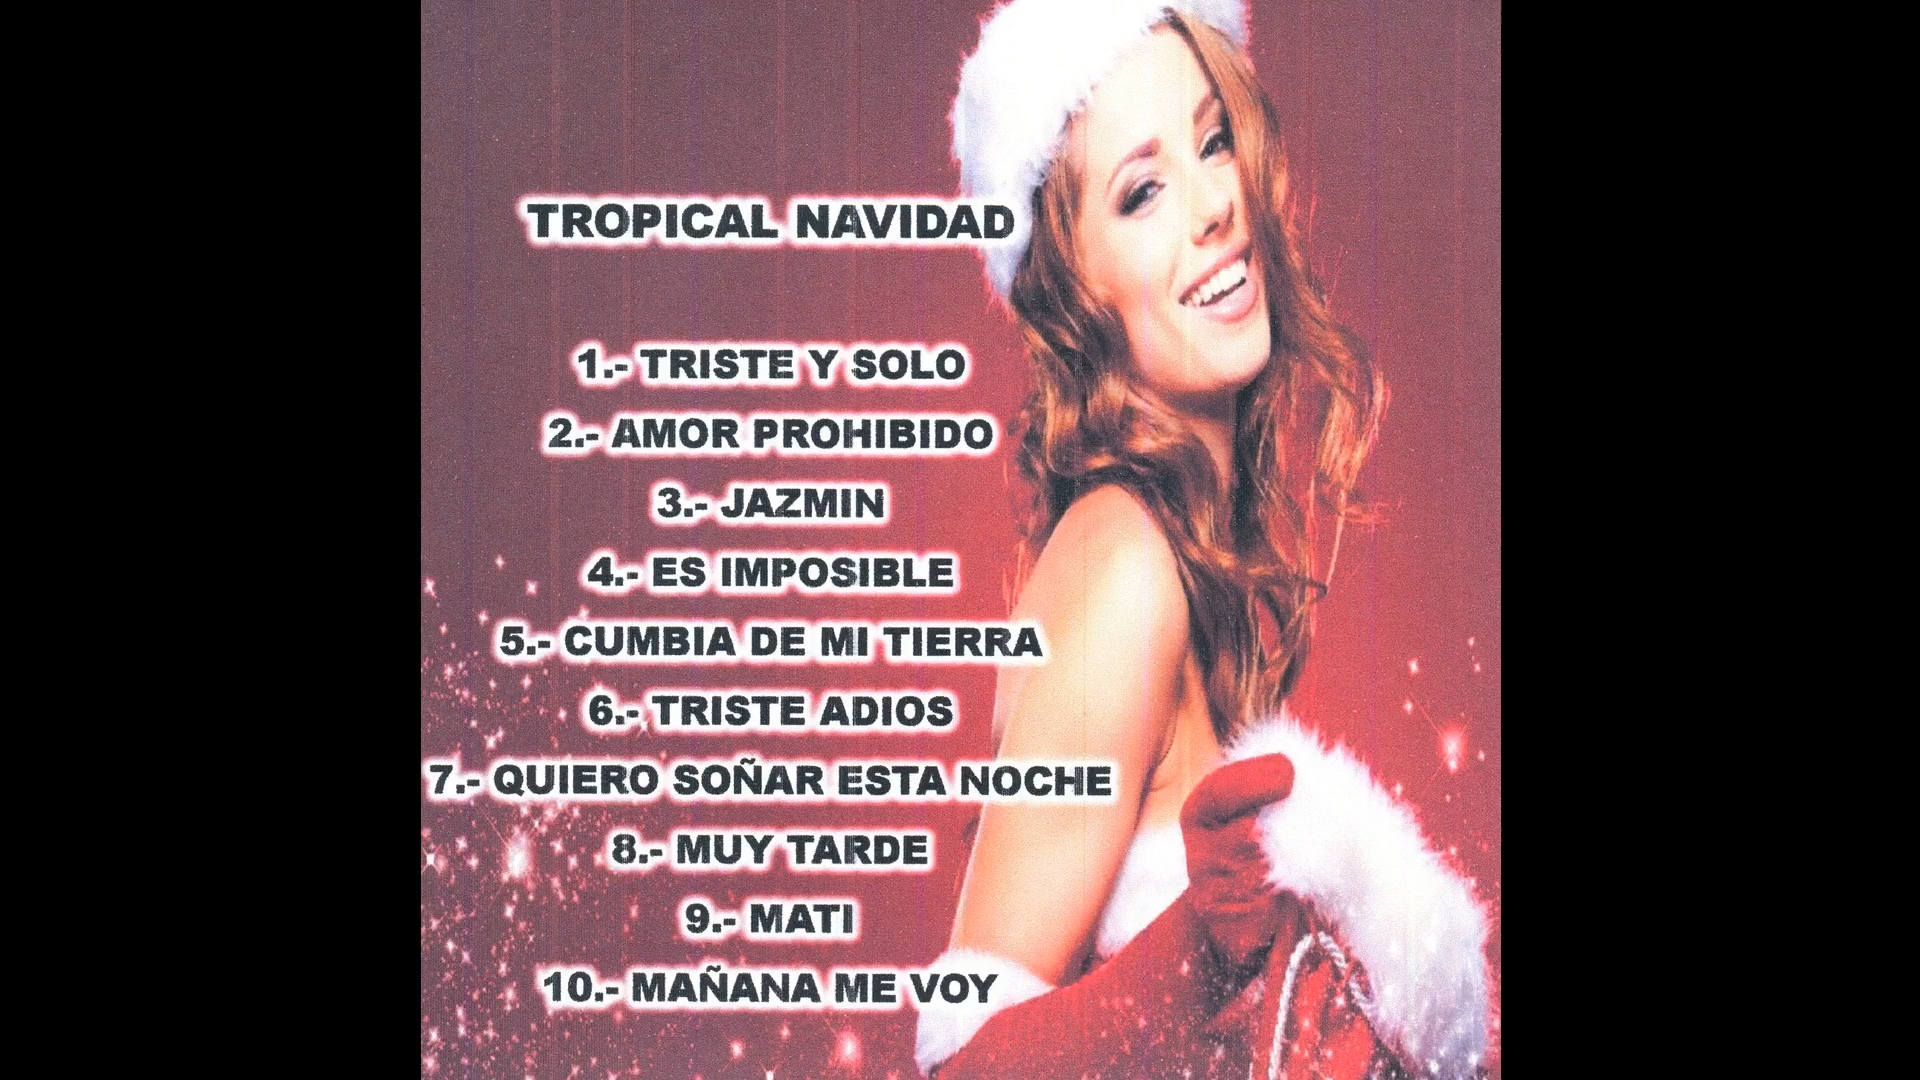 TROPICAL NAVIDAD
1.- TRISTE Y SOLO
2.- AMOR PROHIBIDO
3.- JAZMIN
4.- ES IMPOSIBLE
5.- CUMBIA DE MI TIERRA
6.- TRISTE ADIOS
7.- QUIERO SOÑAR ESTA NOCHE
8.- MUY TARDE
9.- MATI
10.- MAÑANA ME VOY